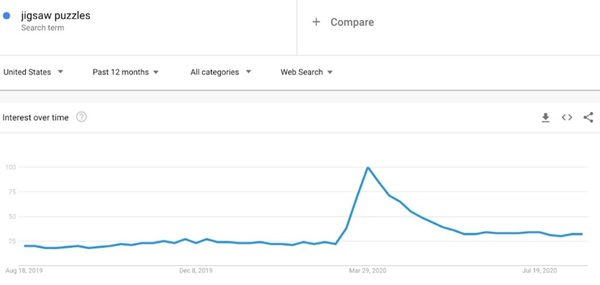 jigsaw puzzles
Search term
+ Compare
United States
Past 12 months
All categories
Web Search
Interest over time ?
100
75
50
25
Aug 18, 2019
Dec 8, 2019
Mar 29, 2020
Jul 19, 2020